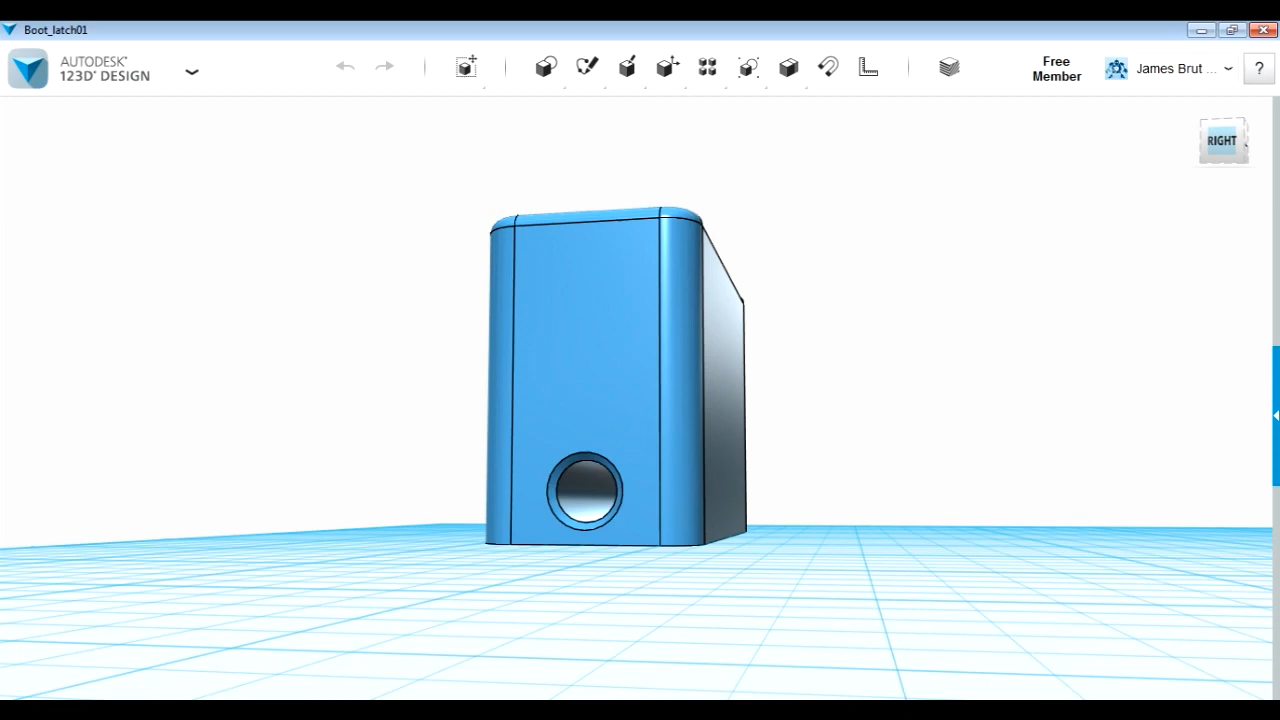 Boot_latch01
AUTODESK®
123D® DESIGN
Free
Member
James Brut ...
?
RIGHT